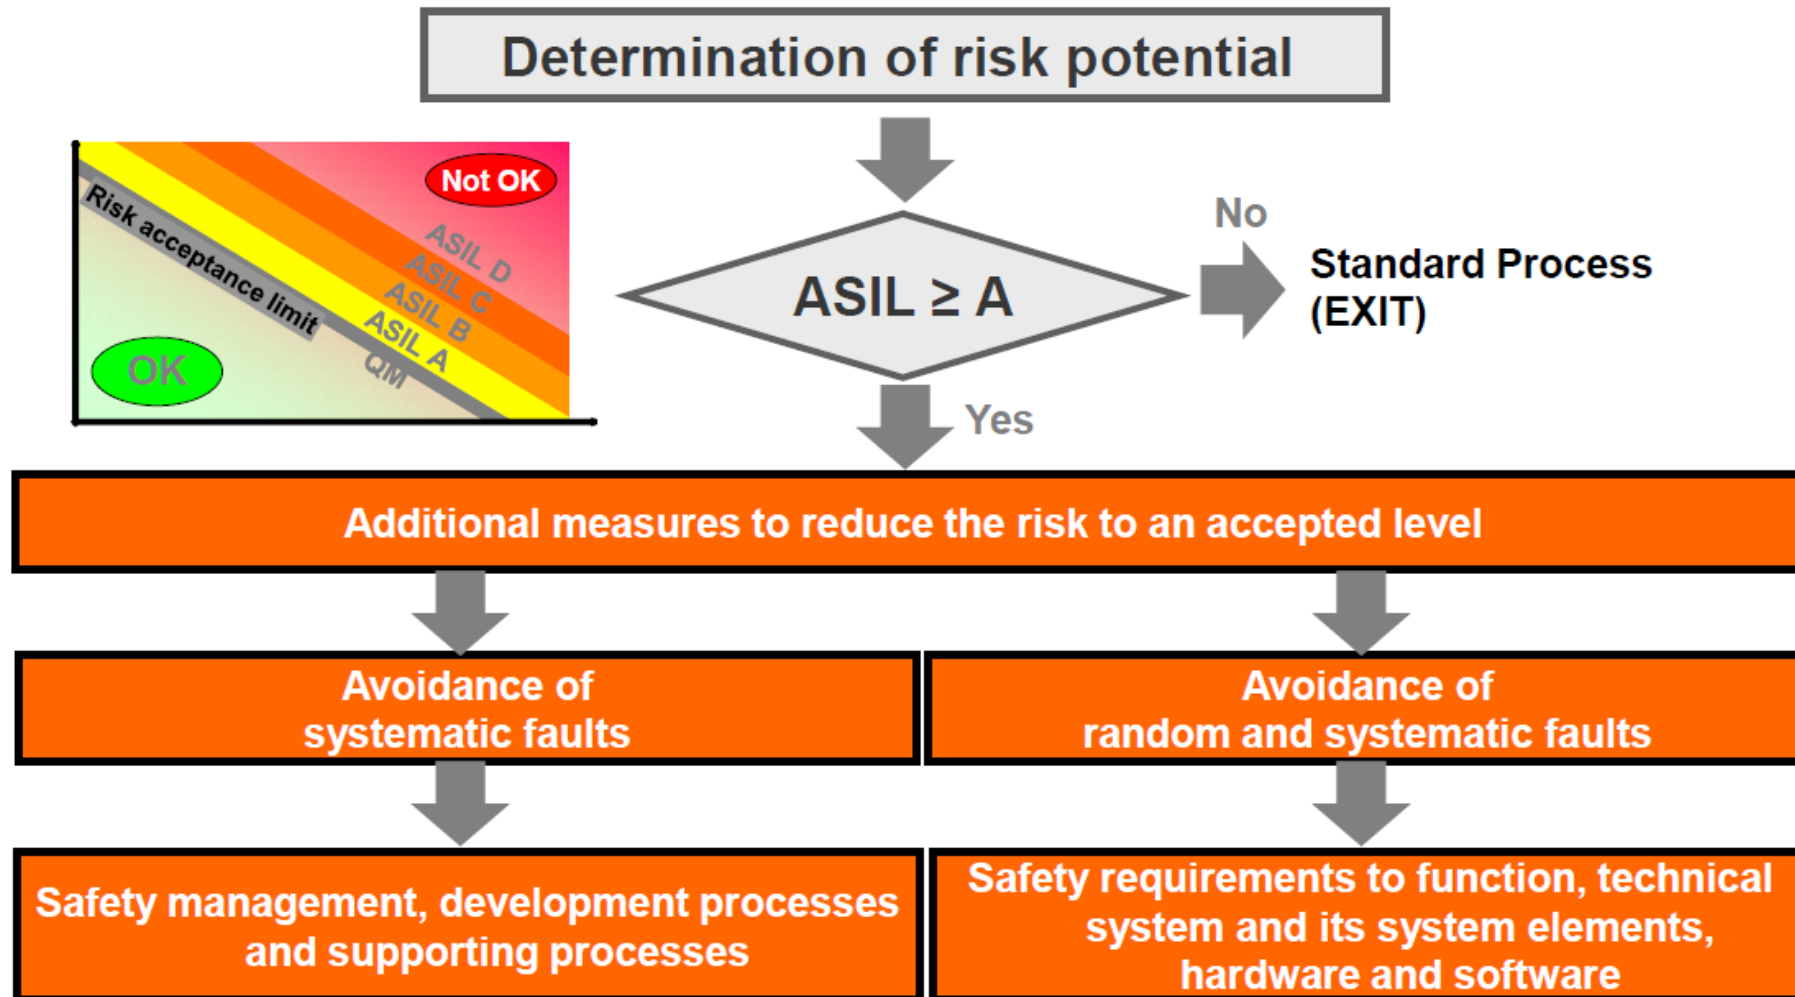 Determination of risk potential
Not OK
Risk acceptance limit
ASIL D
ASIL C
ASIL B
ASIL A
QM
OK
ASIL ≥ A
No
Standard Process
(EXIT)
Yes
Additional measures to reduce the risk to an accepted level
Avoidance of
systematic faults
Avoidance of
random and systematic faults
Safety management, development processes
and supporting processes
Safety requirements to function, technical
system and its system elements,
hardware and software